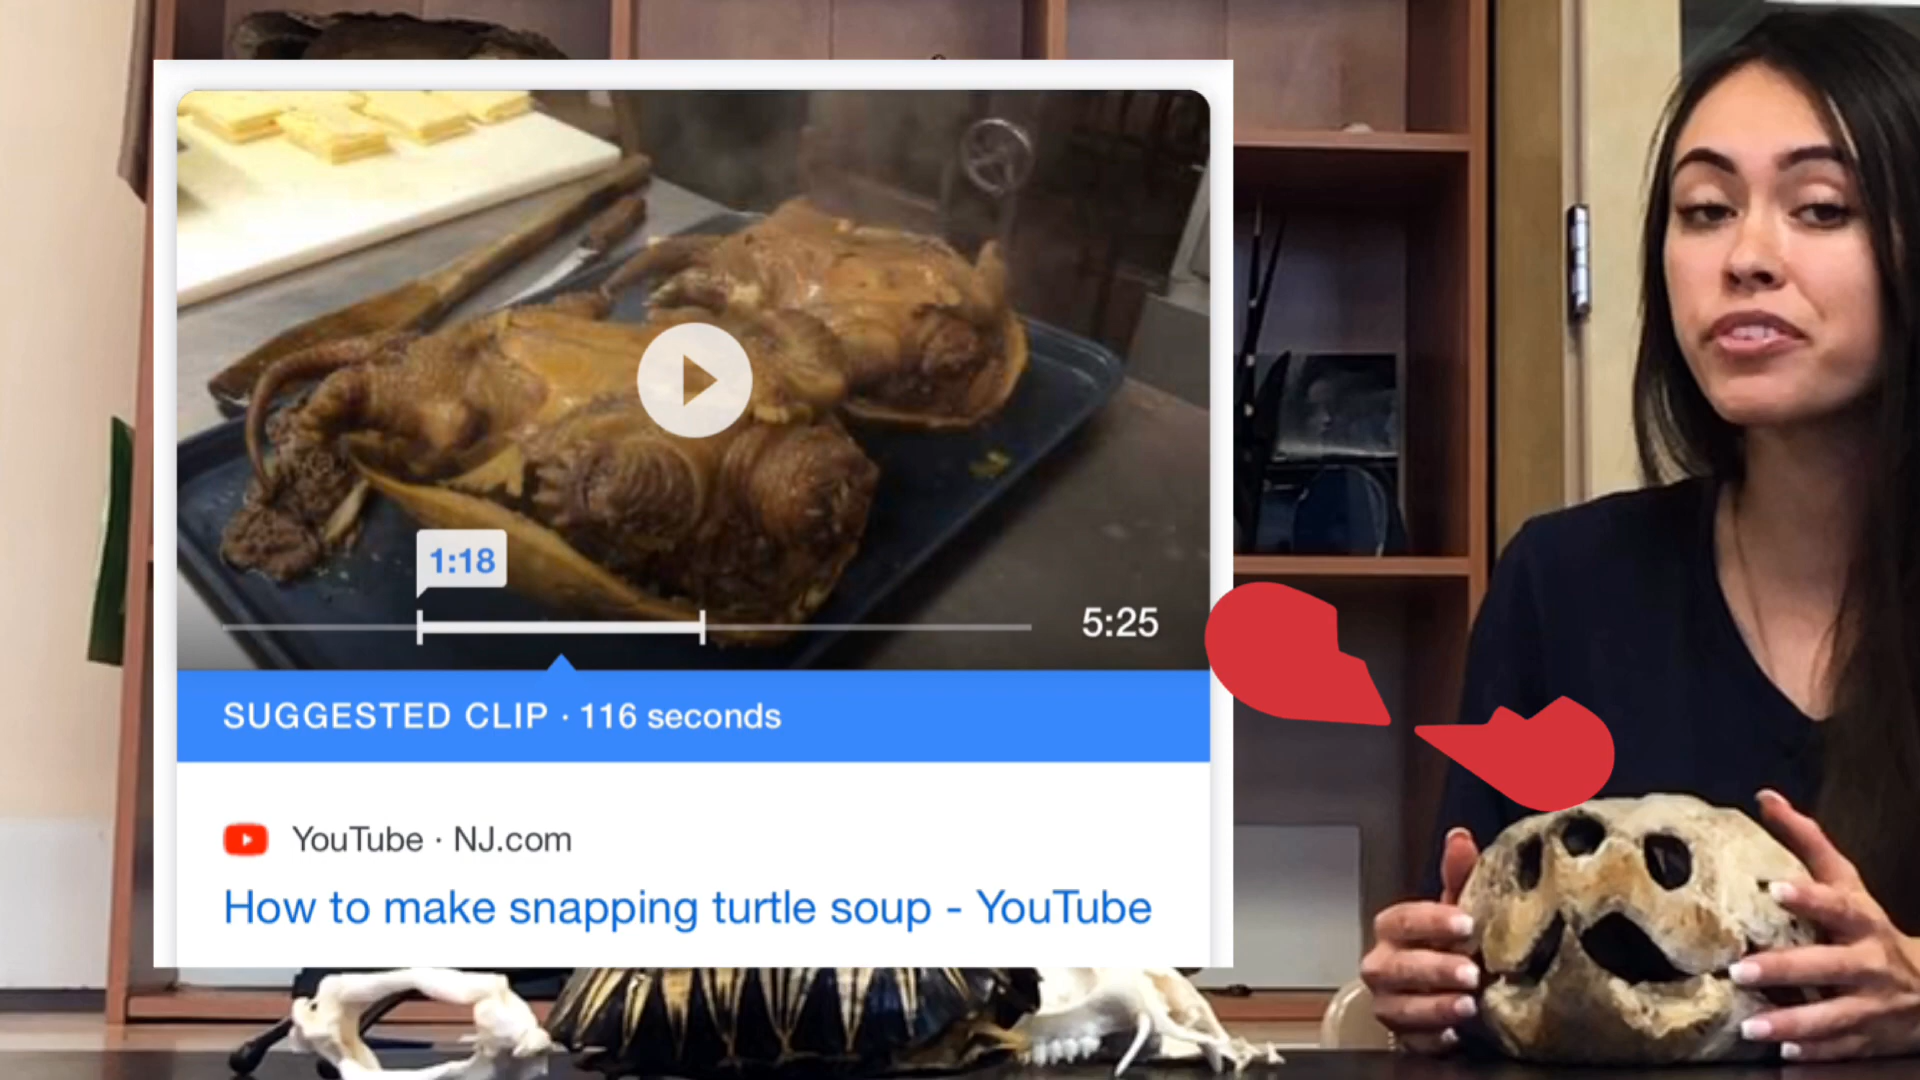 1:18
5:25
SUGGESTED CLIP · 116 seconds
YouTube · NJ.com
How to make snapping turtle soup - YouTube